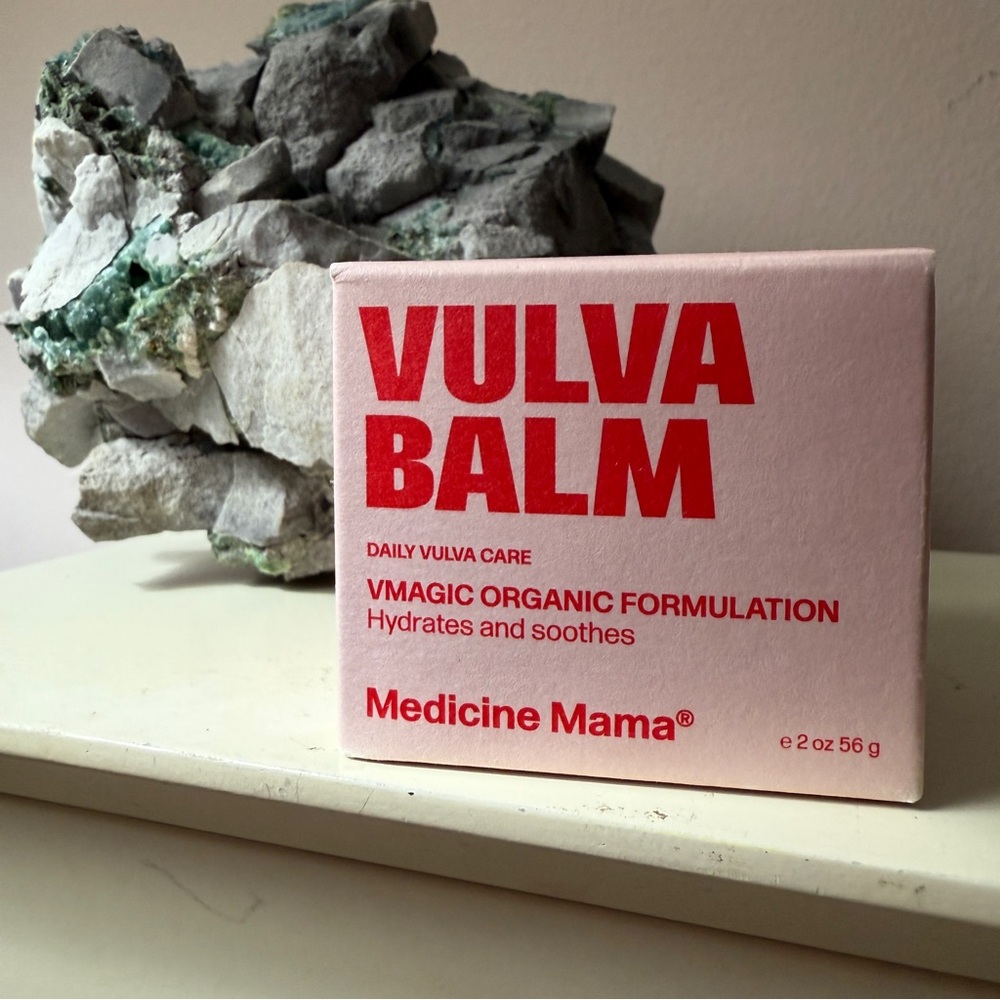 VULVA
BALM
DAILY VULVA CARE
VMAGIC ORGANIC FORMULATION
Hydrates and soothes
Medicine Mama®
e 2 oz 56 g